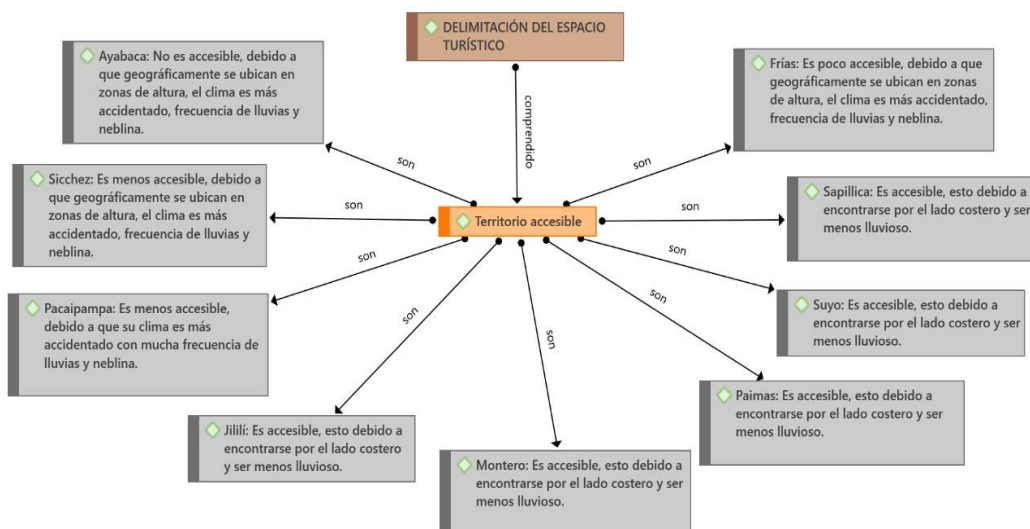 DELIMITACIÓN DEL ESPACIO
TURÍSTICO
Ayabaca: No es accesible, debido a
que geográficamente se ubican en
zonas de altura, el clima es más
accidentado, frecuencia de lluvias y
neblina.
Frías: Es poco accesible, debido a que
geográficamente se ubican en zonas
de altura, el clima es más accidentado,
frecuencia de lluvias y neblina.
comprendido
son
son
Sicchez: Es menos accesible, debido a
que geográficamente se ubican en
zonas de altura, el clima es más
accidentado, frecuencia de lluvias y
neblina.
son
Territorio accesible
son
Sapillica: Es accesible, esto debido a
encontrarse por el lado costero y ser
menos lluvioso.
son
son
Pacaipampa: Es menos accesible,
debido a que su clima es más
accidentado con mucha frecuencia de
lluvias y neblina.
son
son
son
Suyo: Es accesible, esto debido a
encontrarse por el lado costero y ser
menos lluvioso.
Paimas: Es accesible, esto debido a
encontrarse por el lado costero y ser
menos lluvioso.
Jililí: Es accesible, esto debido a
encontrarse por el lado costero
y ser menos lluvioso.
Montero: Es accesible, esto debido a
encontrarse por el lado costero y ser
menos lluvioso.